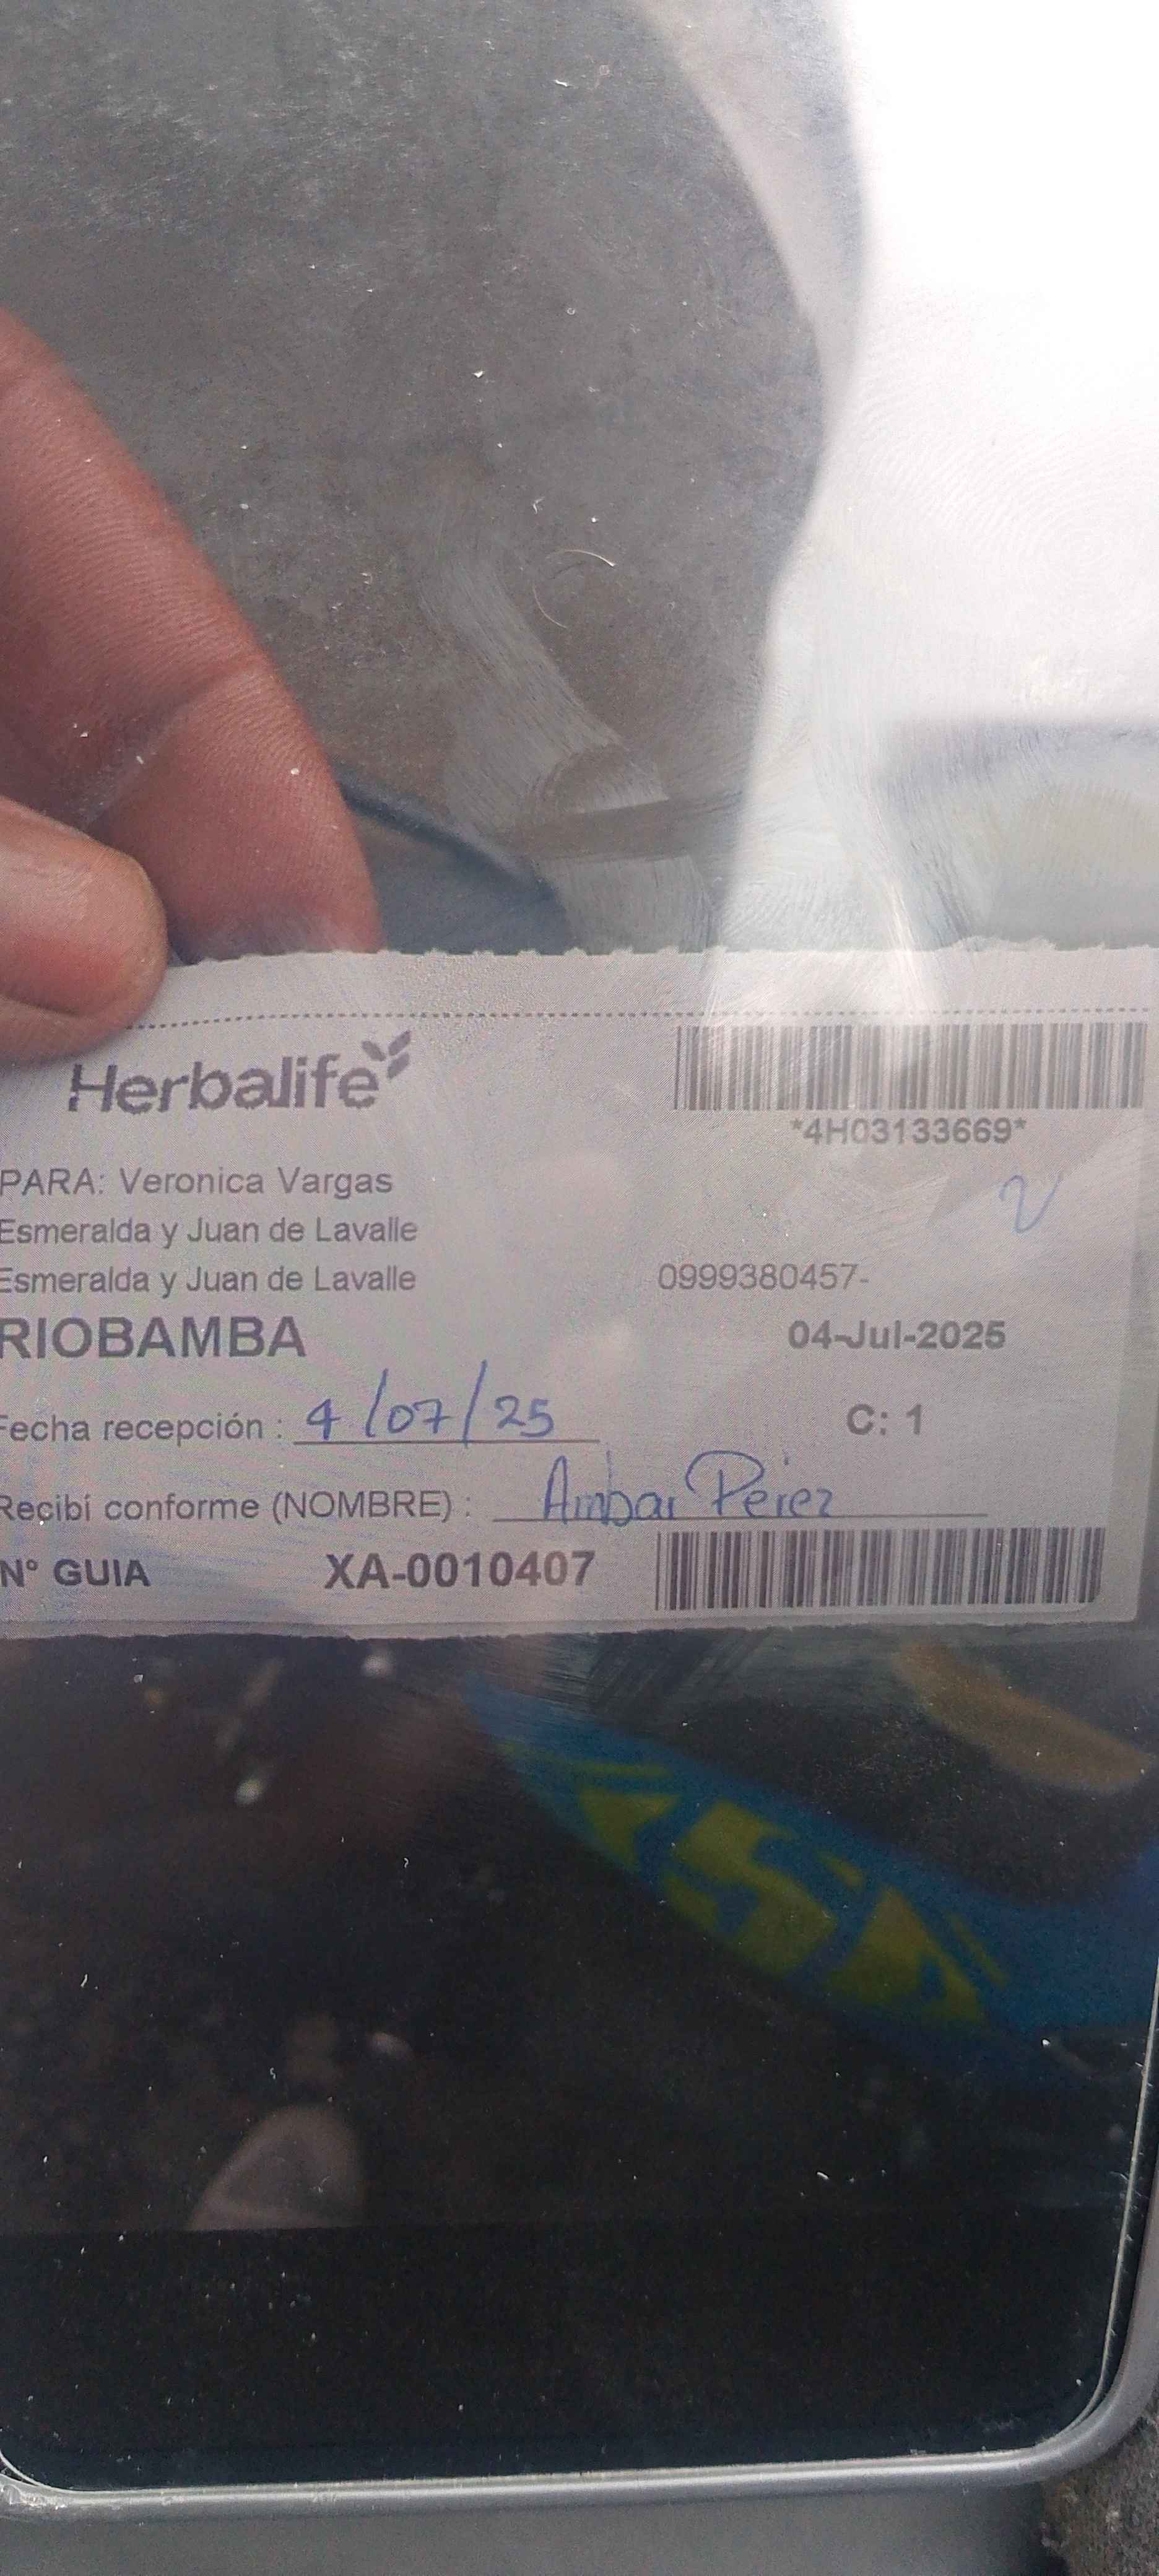 Herbalife
*4H03133669*
PARA: Veronica Vargas
Esmeralda y Juan de Lavalle
Esmeralda y Juan de Lavalle 0999380457-
RIOBAMBA 04-Jul-2025
Fecha recepción : 4/07/25 C: 1
Recibí conforme (NOMBRE) : Ambar Pérez
N° GUIA XA-0010407